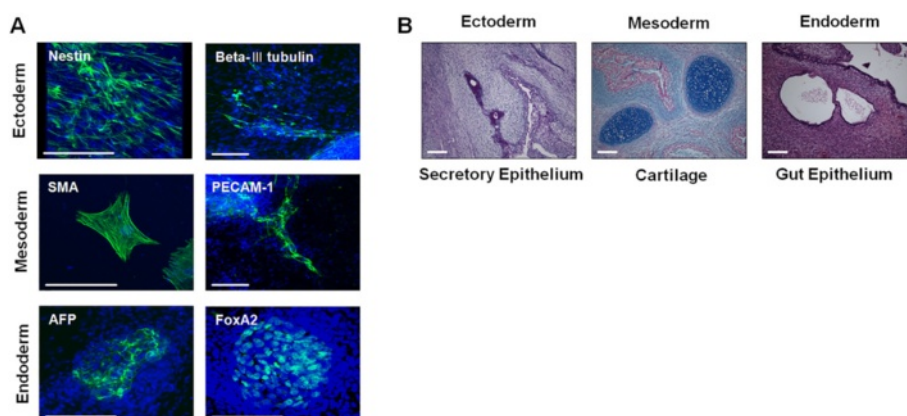 A
Ectoderm
Nestin
Beta-III tubulin
Mesoderm
SMA
PECAM-1
Endoderm
AFP
FoxA2
B
Ectoderm
Mesoderm
Endoderm
Secretory Epithelium
Cartilage
Gut Epithelium